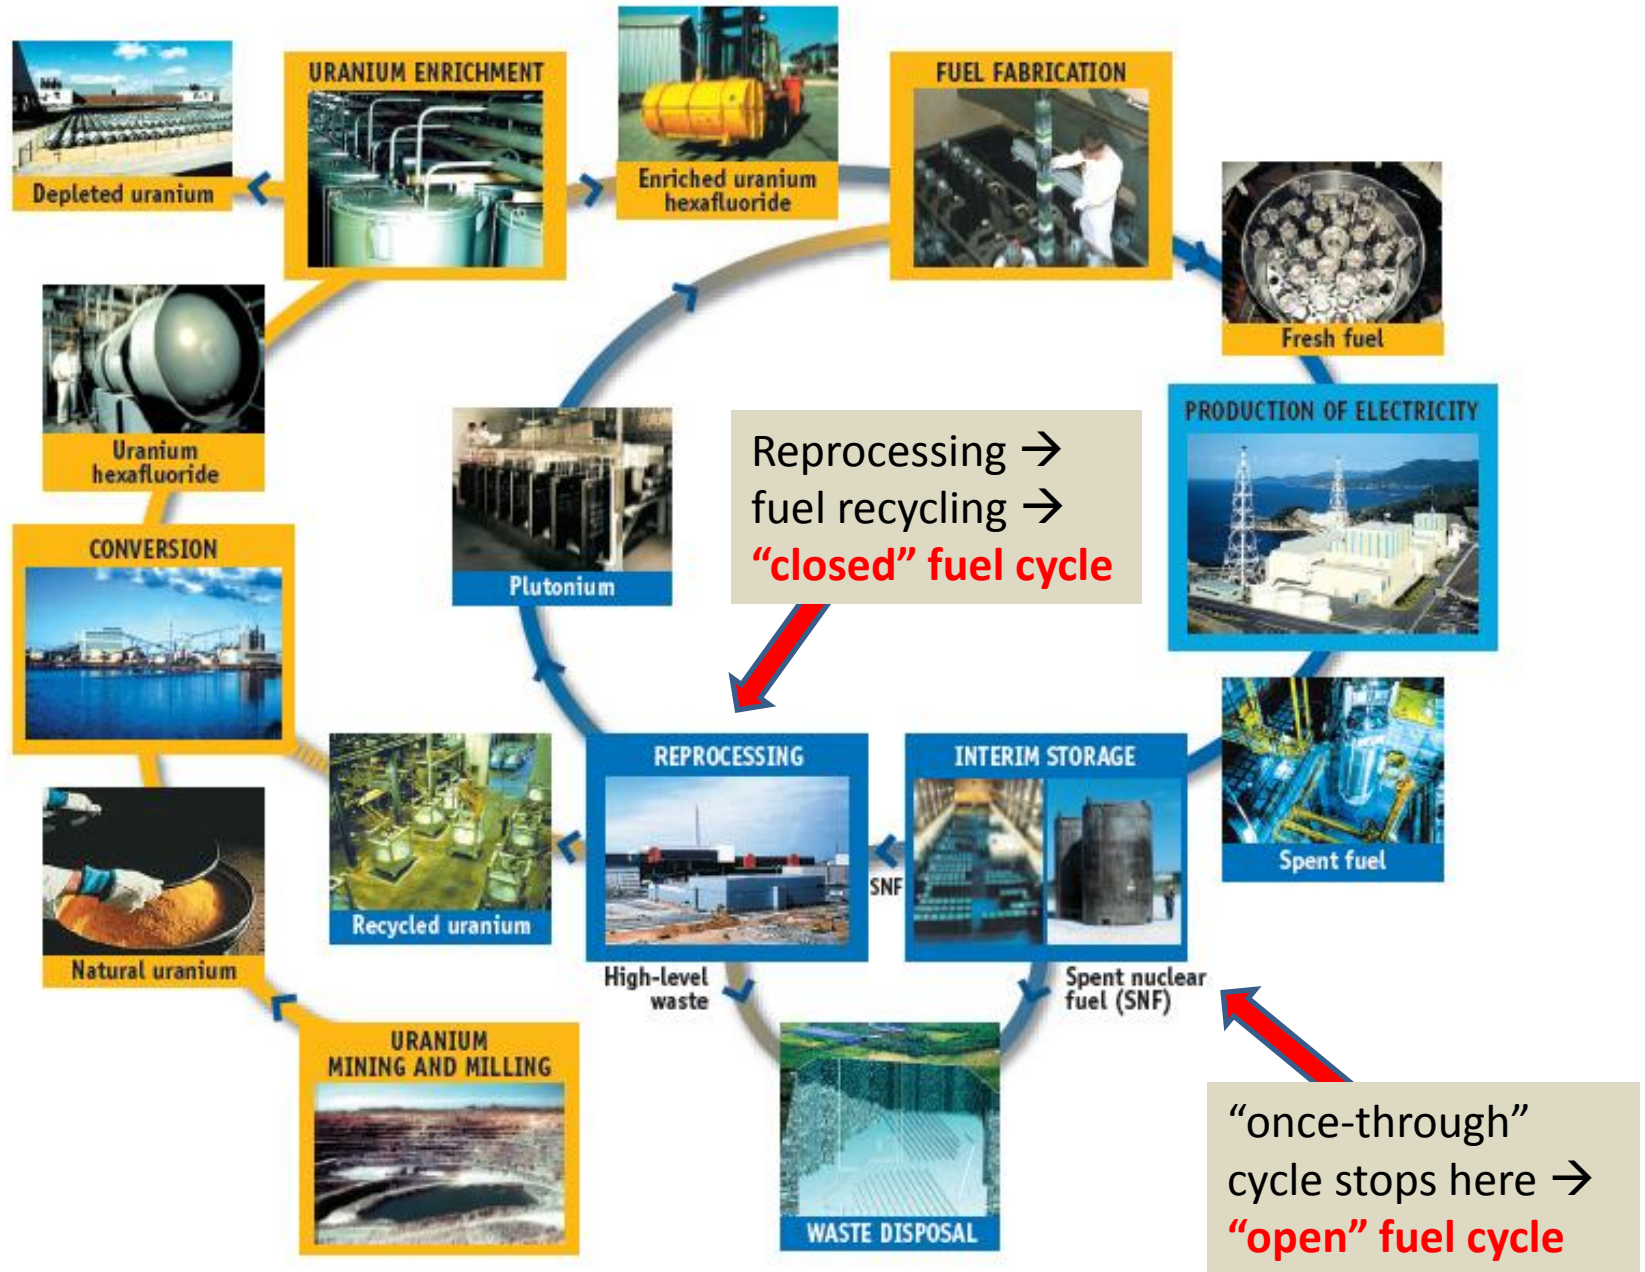 URANIUM ENRICHMENT
FUEL FABRICATION
Depleted uranium
Enriched uranium
hexafluoride
Fresh fuel
Uranium
hexafluoride
PRODUCTION OF ELECTRICITY
Reprocessing →
fuel recycling →
“closed” fuel cycle
CONVERSION
Plutonium
REPROCESSING
INTERIM STORAGE
Spent fuel
SNF
Recycled uranium
Natural uranium
High-level
waste
Spent nuclear
fuel (SNF)
URANIUM
MINING AND MILLING
WASTE DISPOSAL
“once-through”
cycle stops here →
“open” fuel cycle